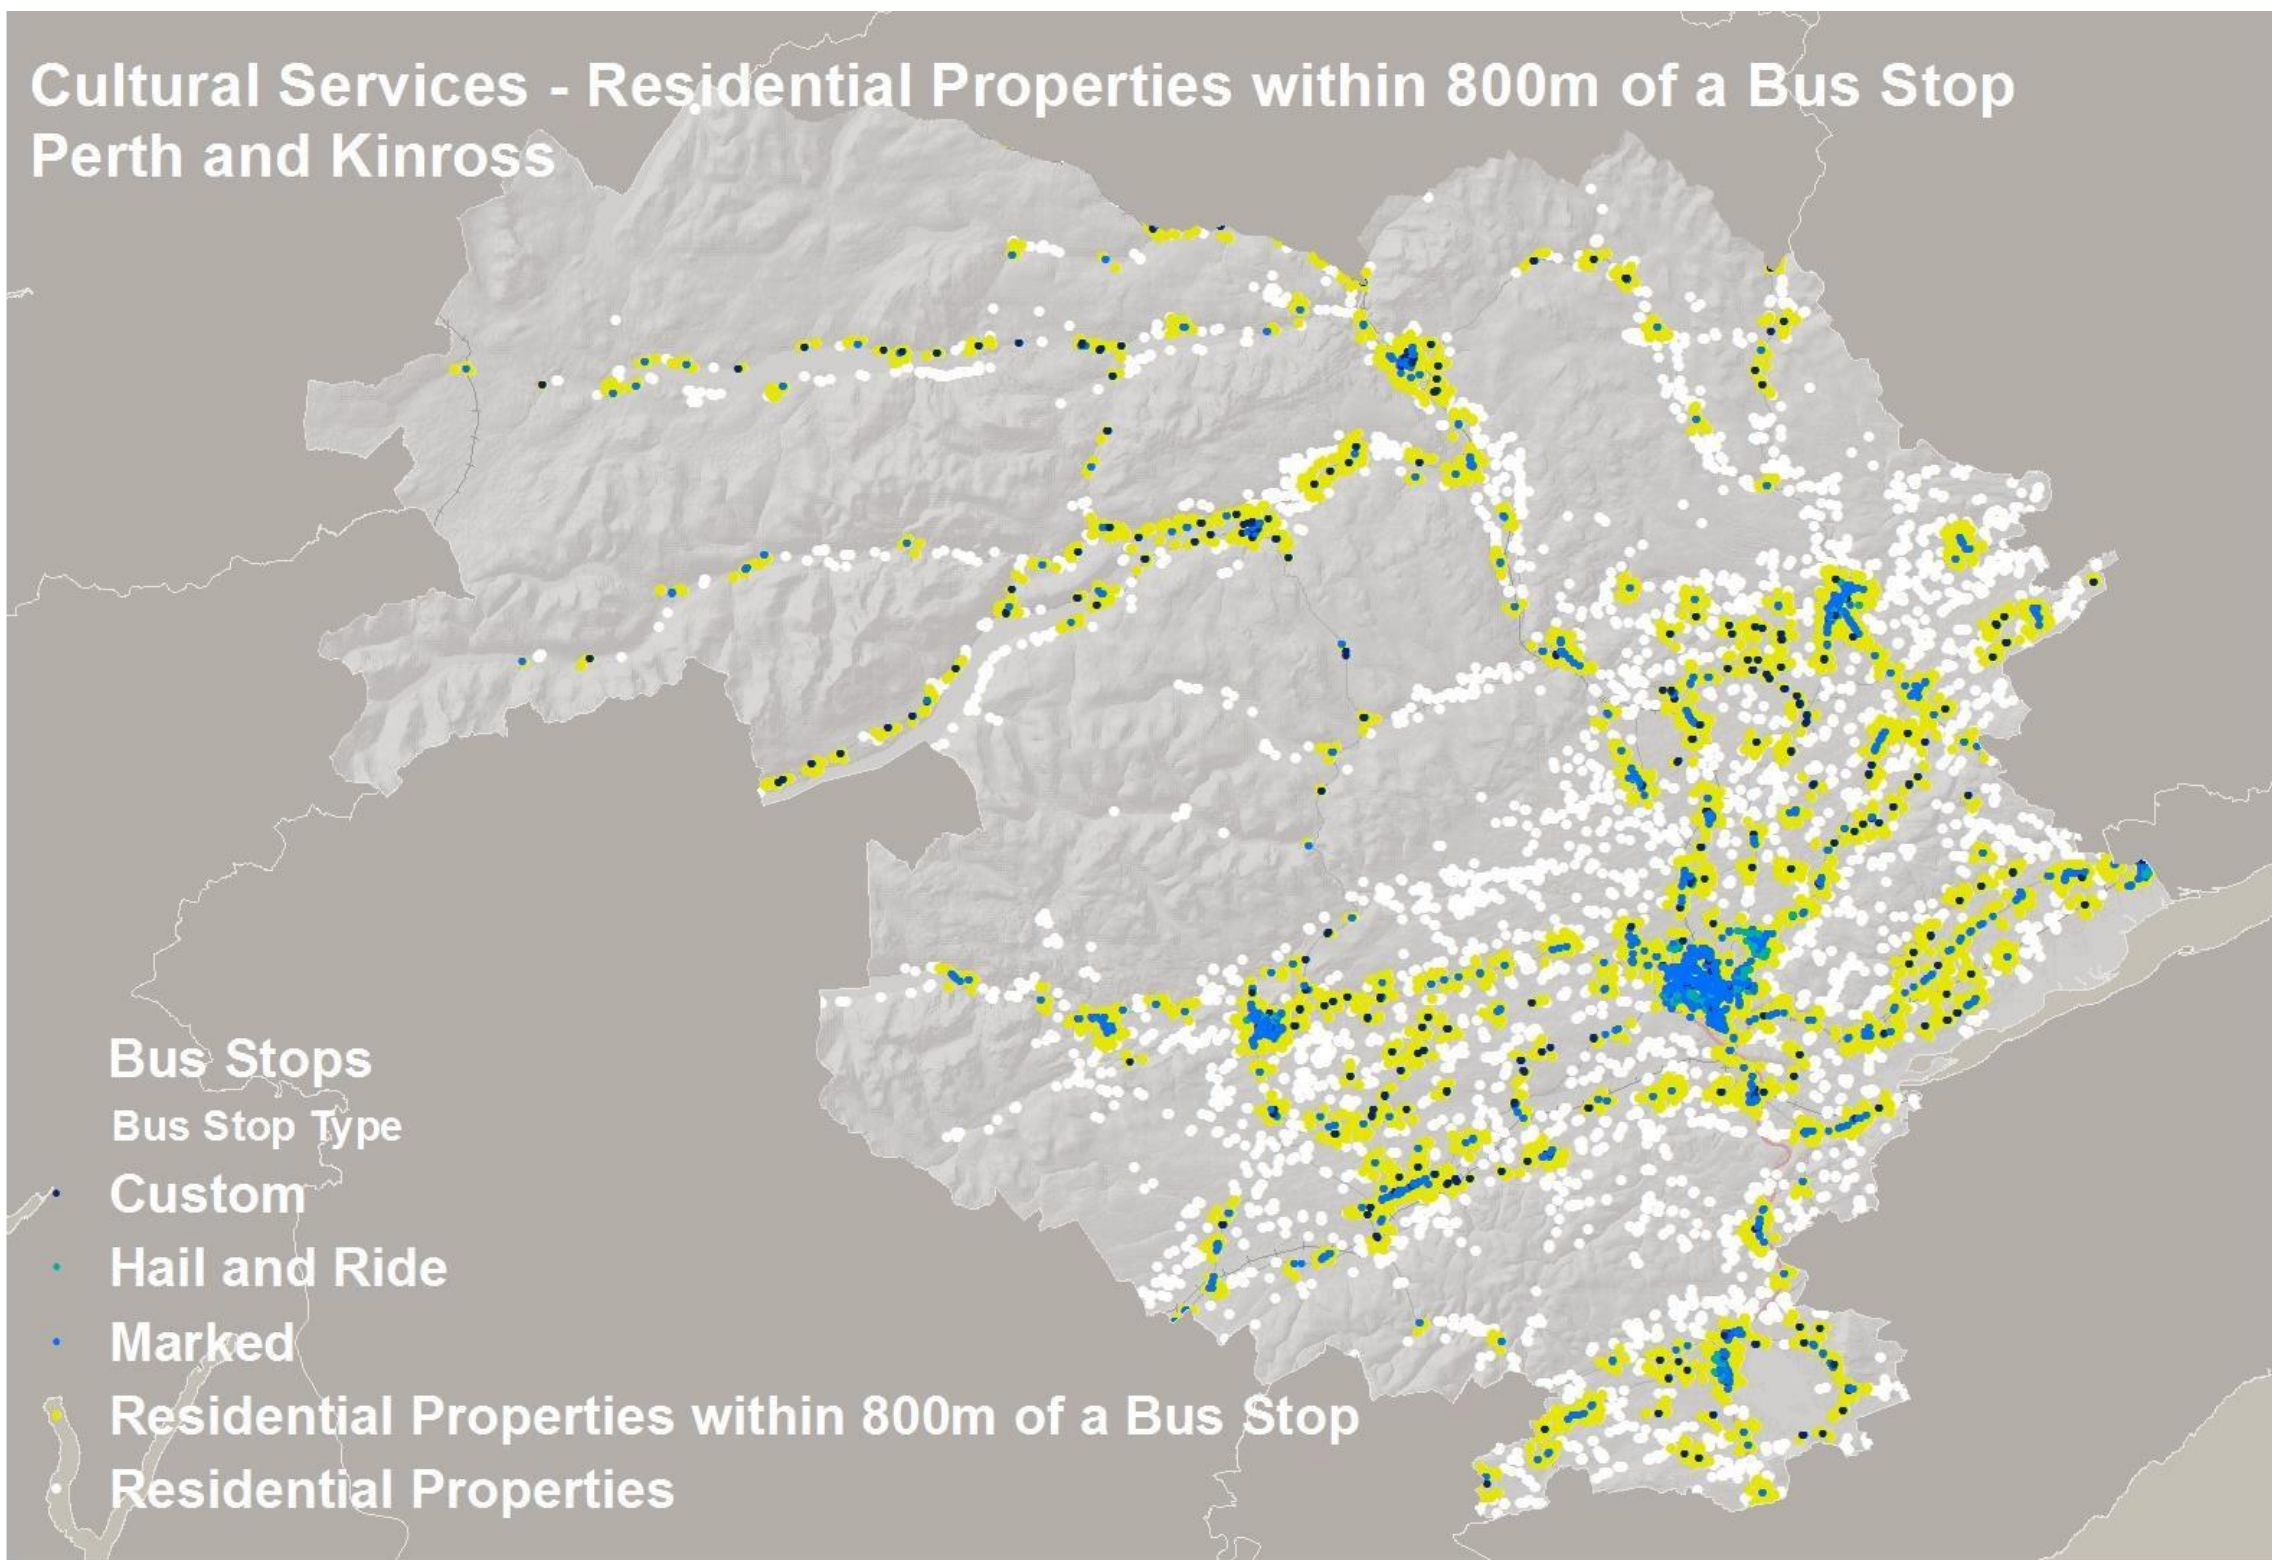 Cultural Services - Residential Properties within 800m of a Bus Stop
Perth and Kinross
Bus Stops
Bus Stop Type
Custom
Hail and Ride
Marked
Residential Properties within 800m of a Bus Stop
Residential Properties